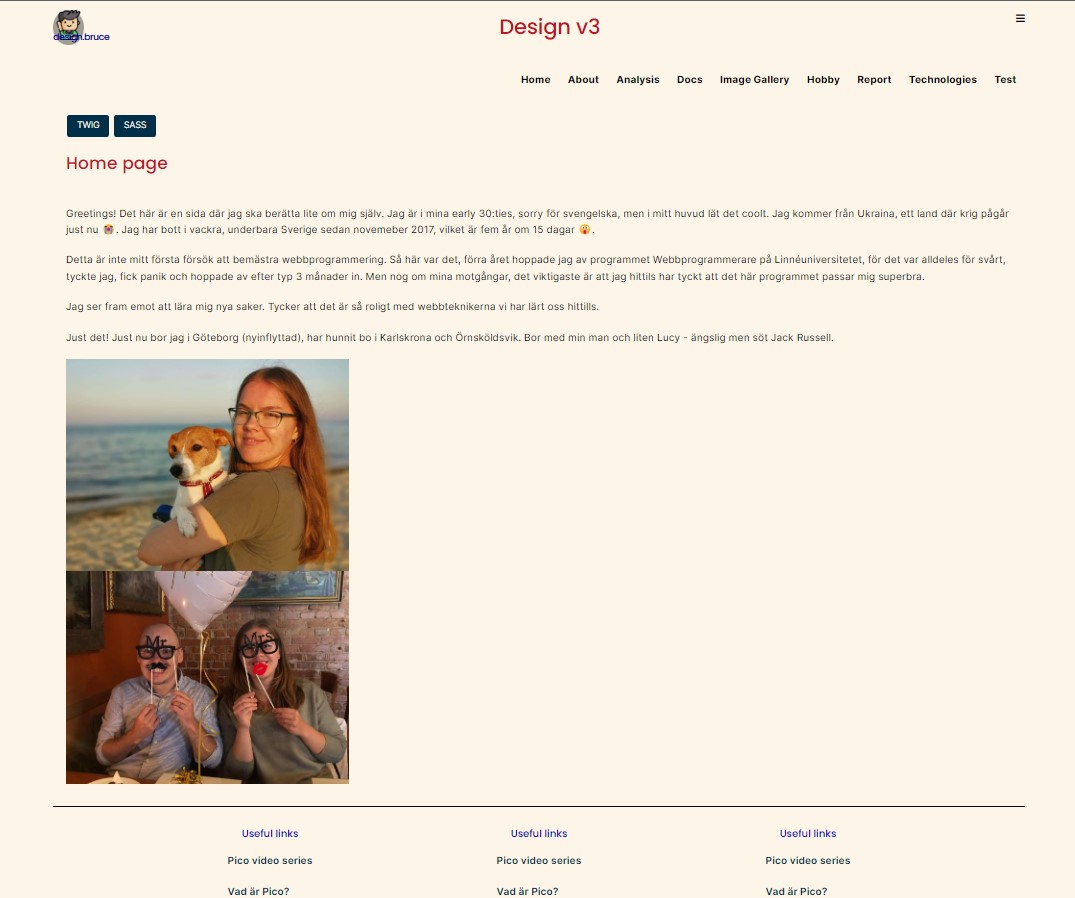 design.bruce
Design v3
Home About Analysis Docs Image Gallery Hobby Report Technologies Test
TWIG SASS
Home page
Greetings! Det här är en sida där jag ska berätta lite om mig själv. Jag är i mina early 30:ties, sorry för svengelska, men i mitt huvud lät det coolt. Jag kommer från Ukraina, ett land där krig pågår
just nu 😭. Jag har bott i vackra, underbara Sverige sedan novemeber 2017, vilket är fem år om 15 dagar 😮.
Detta är inte mitt första försök att bemästra webbprogrammering. Så här var det, förra året hoppade jag av programmet Webbprogrammerare på Linnéuniversitetet, för det var alldeles för svårt,
tyckte jag, fick panik och hoppade av efter typ 3 månader in. Men nog om mina motgångar, det viktigaste är att jag hittils har tyckt att det här programmet passar mig superbra.
Jag ser fram emot att lära mig nya saker. Tycker att det är så roligt med webbteknikerna vi har lärt oss hittills.
Just det! Just nu bor jag i Göteborg (nyinflyttad), har hunnit bo i Karlskrona och Örnsköldsvik. Bor med min man och liten Lucy - ängslig men söt Jack Russell.
Mr Mrs
Useful links Useful links Useful links
Pico video series Pico video series Pico video series
Vad är Pico? Vad är Pico? Vad är Pico?